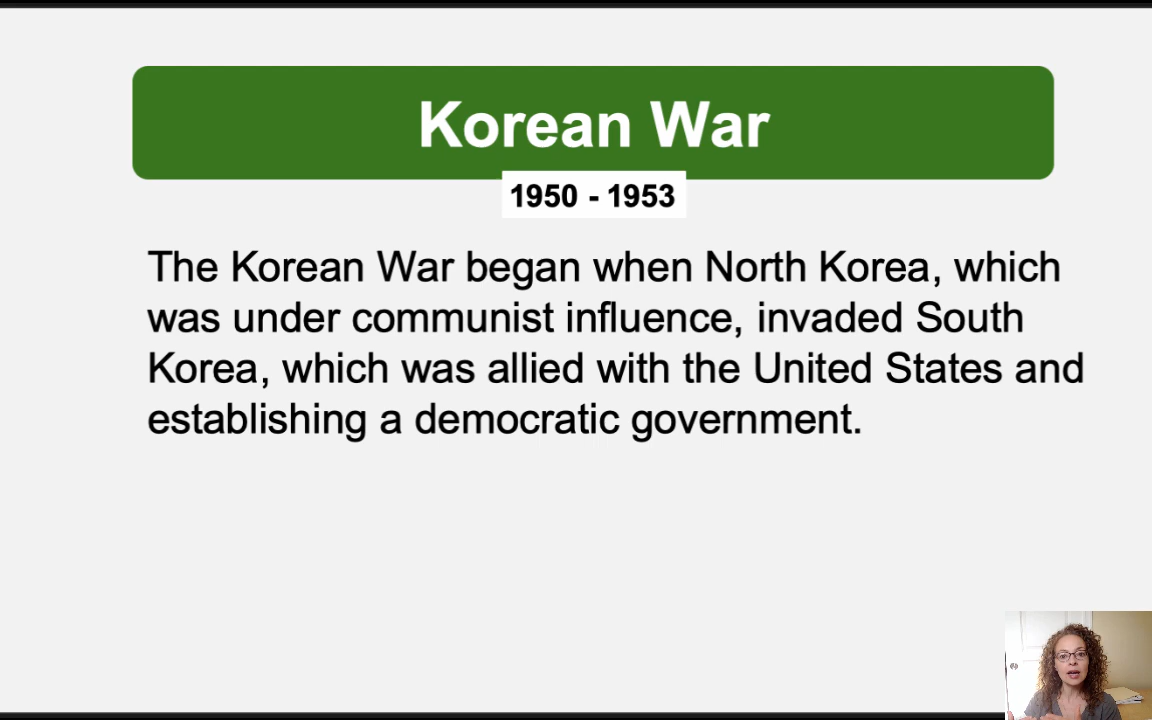 Korean War
1950 - 1953
The Korean War began when North Korea, which
was under communist influence, invaded South
Korea, which was allied with the United States and
establishing a democratic government.